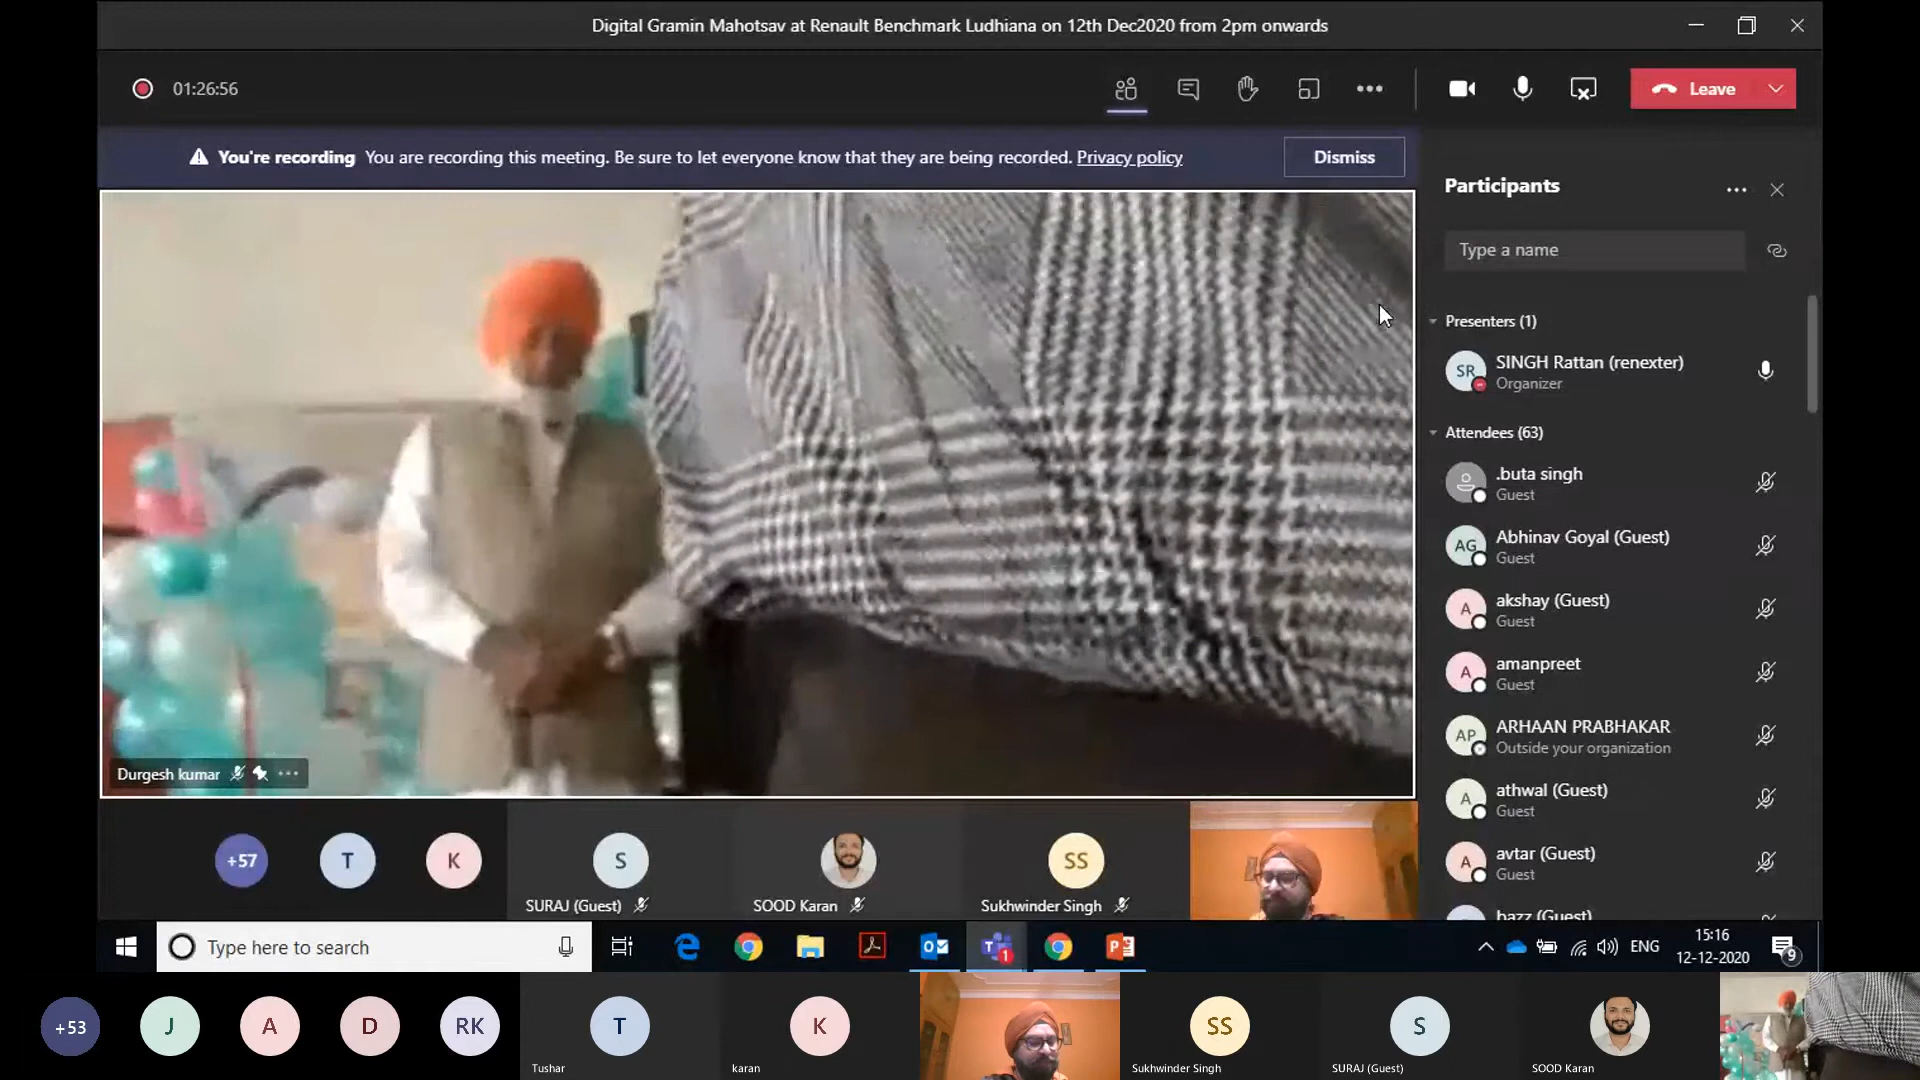 Digital Gramin Mahotsav at Renault Benchmark Ludhiana on 12th Dec2020 from 2pm onwards
01:26:56
Leave
You're recording You are recording this meeting. Be sure to let everyone know that they are being recorded. Privacy policy
Dismiss
Participants
Type a name
Presenters (1)
SR
SINGH Rattan (renexter)
Organizer
Attendees (63)
.buta singh
Guest
AG
Abhinav Goyal (Guest)
Guest
A
akshay (Guest)
Guest
A
amanpreet
Guest
AP
ARHAAN PRABHAKAR
Outside your organization
A
athwal (Guest)
Guest
A
avtar (Guest)
Guest
bazz (Guest)
Durgesh kumar
+57
T
K
S
SS
SURAJ (Guest)
SOOD Karan
Sukhwinder Singh
Type here to search
1
ENG
15:16
12-12-2020
9
+53
J
A
D
RK
T
K
SS
S
Tushar
karan
Sukhwinder Singh
SURAJ (Guest)
SOOD Karan